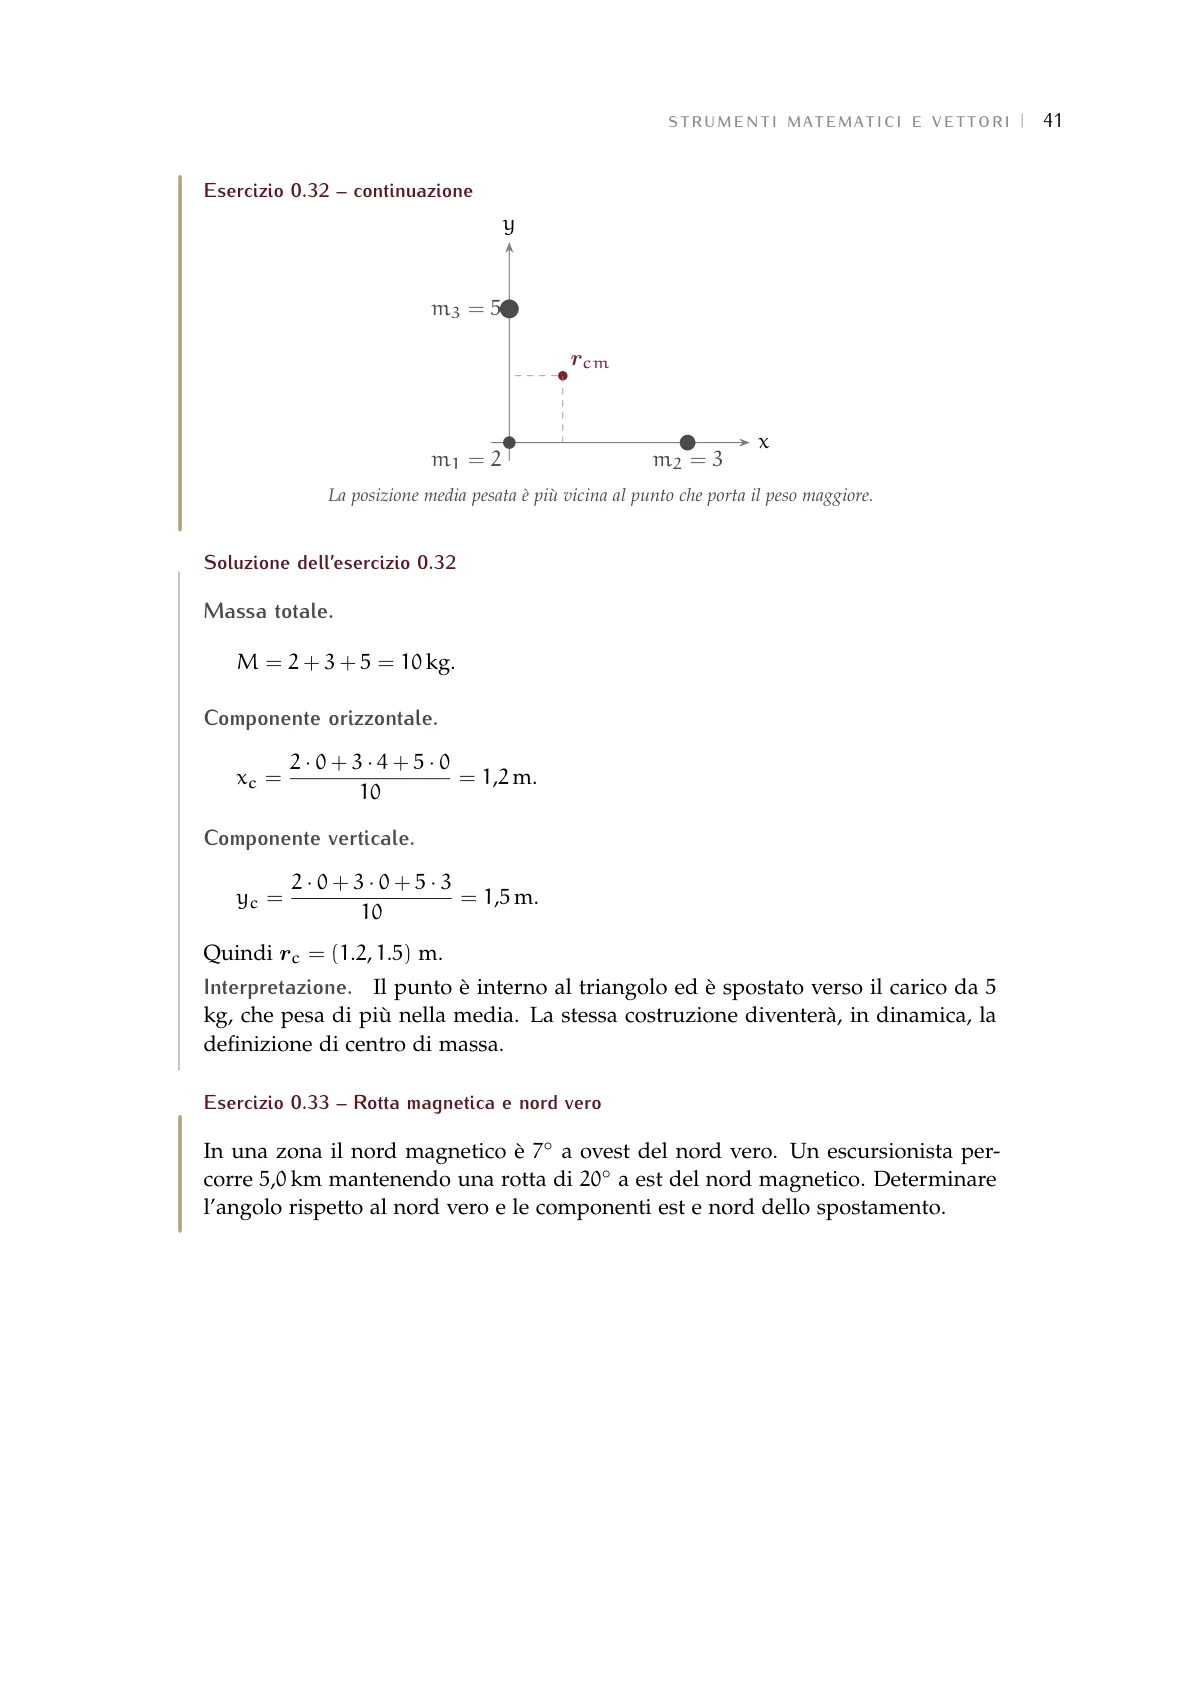 STRUMENTI MATEMATICI E VETTORI | 41
Esercizio 0.32 – continuazione
y
m₃ = 5
r_cm
x
m₁ = 2
m₂ = 3
La posizione media pesata è più vicina al punto che porta il peso maggiore.
Soluzione dell'esercizio 0.32
Massa totale.
M = 2 + 3 + 5 = 10 kg.
Componente orizzontale.
x_c = (2 · 0 + 3 · 4 + 5 · 0) / 10 = 1,2 m.
Componente verticale.
y_c = (2 · 0 + 3 · 0 + 5 · 3) / 10 = 1,5 m.
Quindi r_c = (1.2, 1.5) m.
Interpretazione. Il punto è interno al triangolo ed è spostato verso il carico da 5
kg, che pesa di più nella media. La stessa costruzione diventerà, in dinamica, la
definizione di centro di massa.
Esercizio 0.33 – Rotta magnetica e nord vero
In una zona il nord magnetico è 7° a ovest del nord vero. Un escursionista per-
corre 5,0 km mantenendo una rotta di 20° a est del nord magnetico. Determinare
l'angolo rispetto al nord vero e le componenti est e nord dello spostamento.